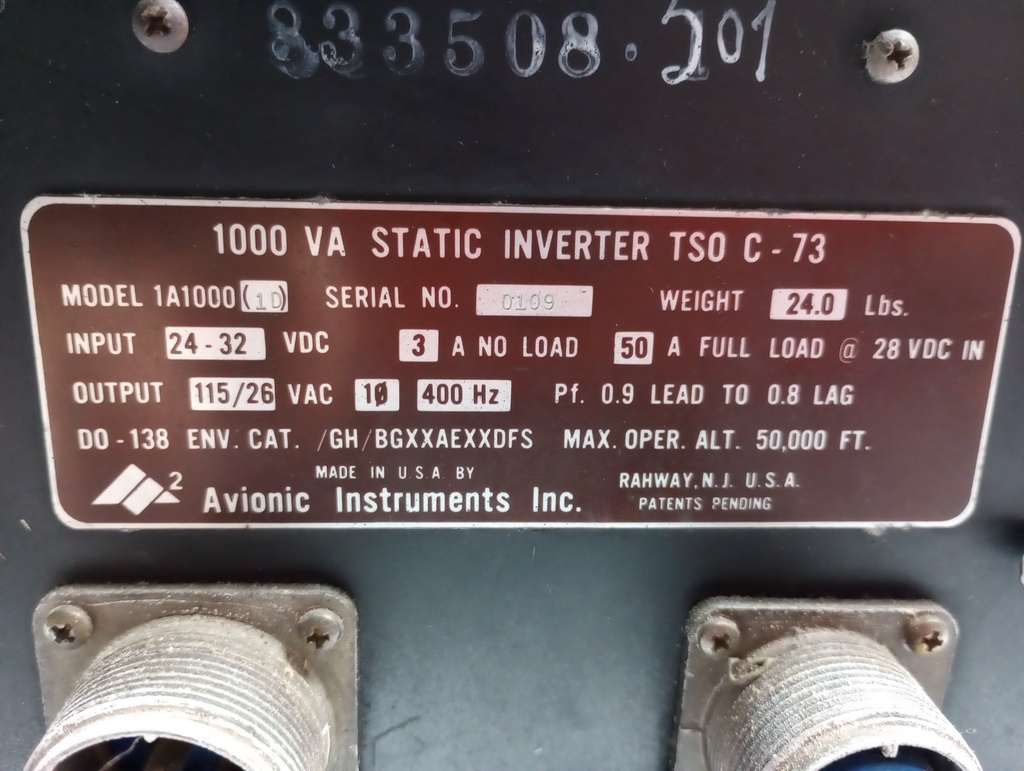 833508.201
1000 VA STATIC INVERTER TSO C-73
MODEL 1A1000(1D) SERIAL NO. 0109 WEIGHT 24.0 Lbs.
INPUT 24-32 VDC 3 A NO LOAD 50 A FULL LOAD @ 28 VDC IN
OUTPUT 115/26 VAC 1Ø 400 Hz Pf. 0.9 LEAD TO 0.8 LAG
DO-138 ENV. CAT. /GH/BGXXAEXXDFS MAX. OPER. ALT. 50,000 FT.
MADE IN U.S.A. BY RAHWAY, N.J. U.S.A.
2 Avionic Instruments Inc. PATENTS PENDING